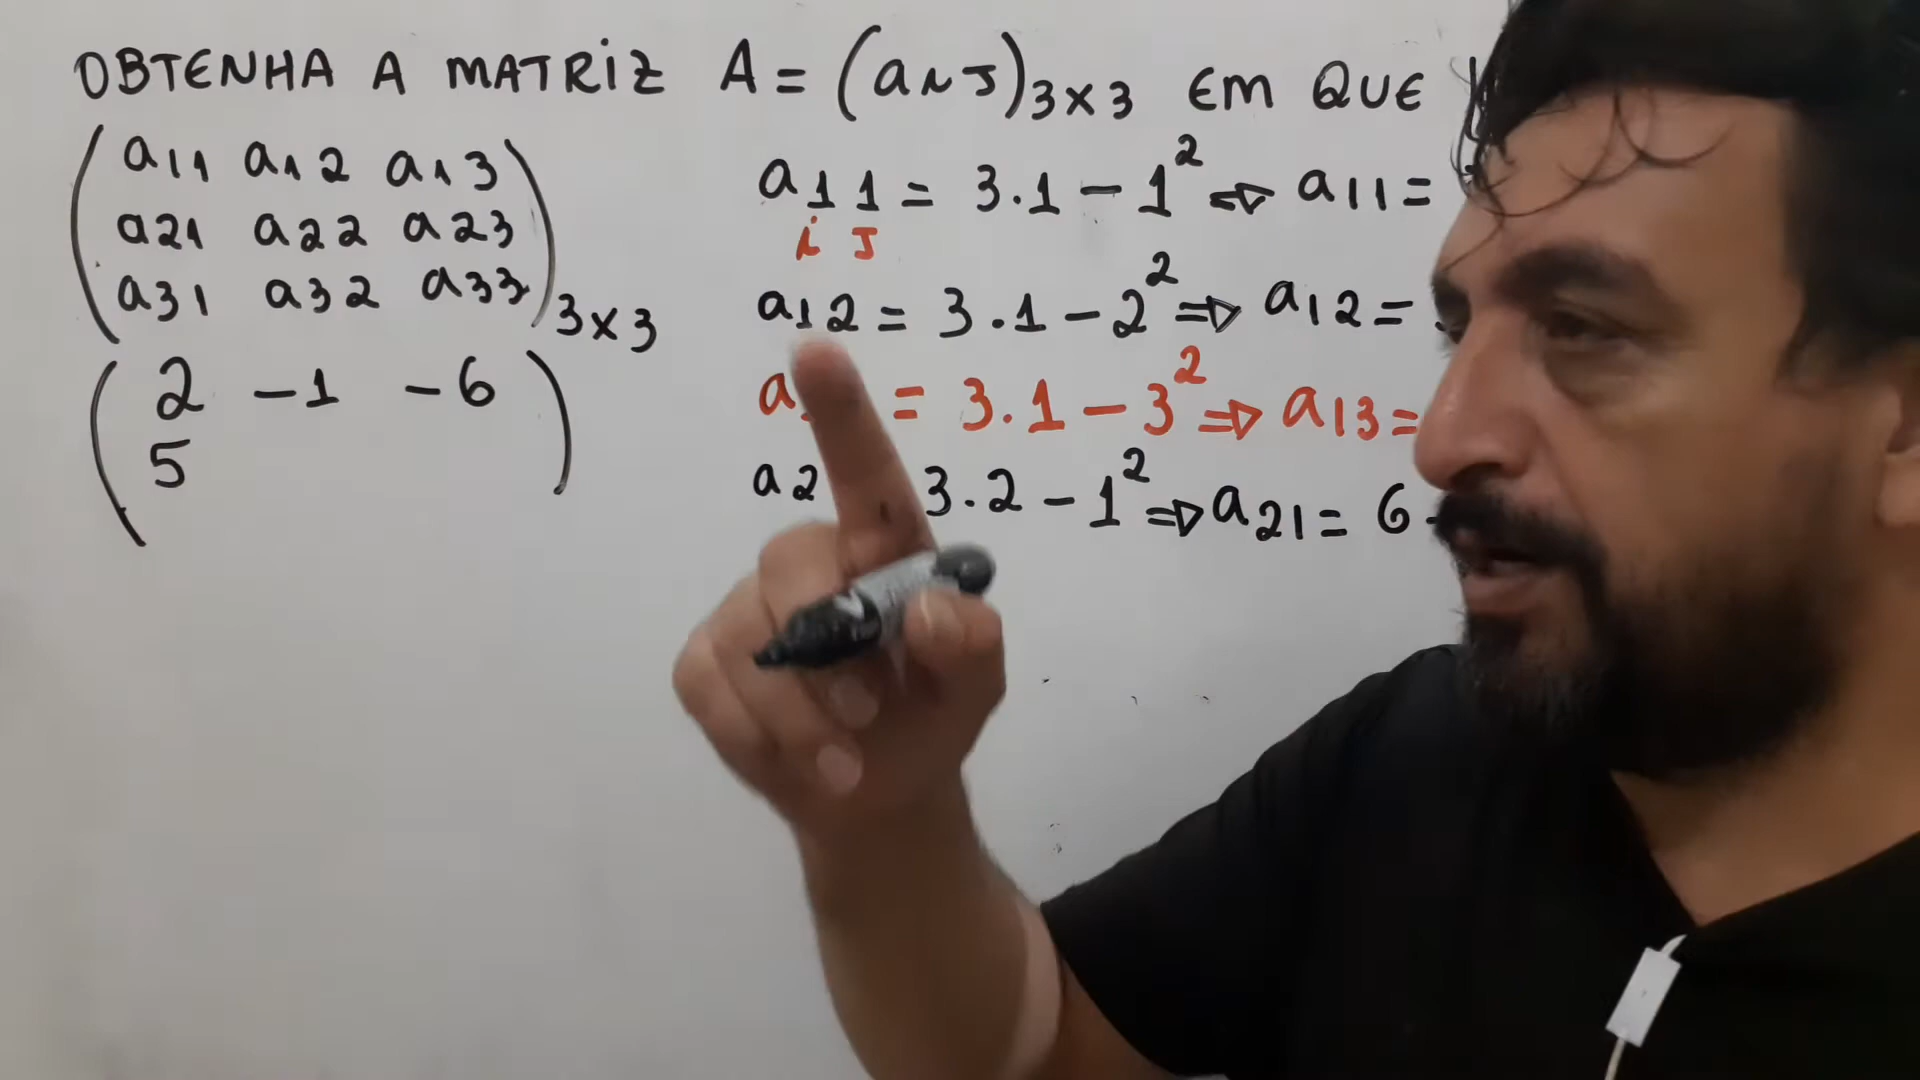 OBTENHA A MATRIZ A = (aij)3x3 EM QUE
(a11 a12 a13
a21 a22 a23
a31 a32 a33)3x3
(2 -1 -6)
5
a11 = 3.1 - 1² ⇒ a11 =
i J
a12 = 3.1 - 2² ⇒ a12 =
a = 3.1 - 3² ⇒ a13 =
a2 3.2 - 1² ⇒ a21 = 6